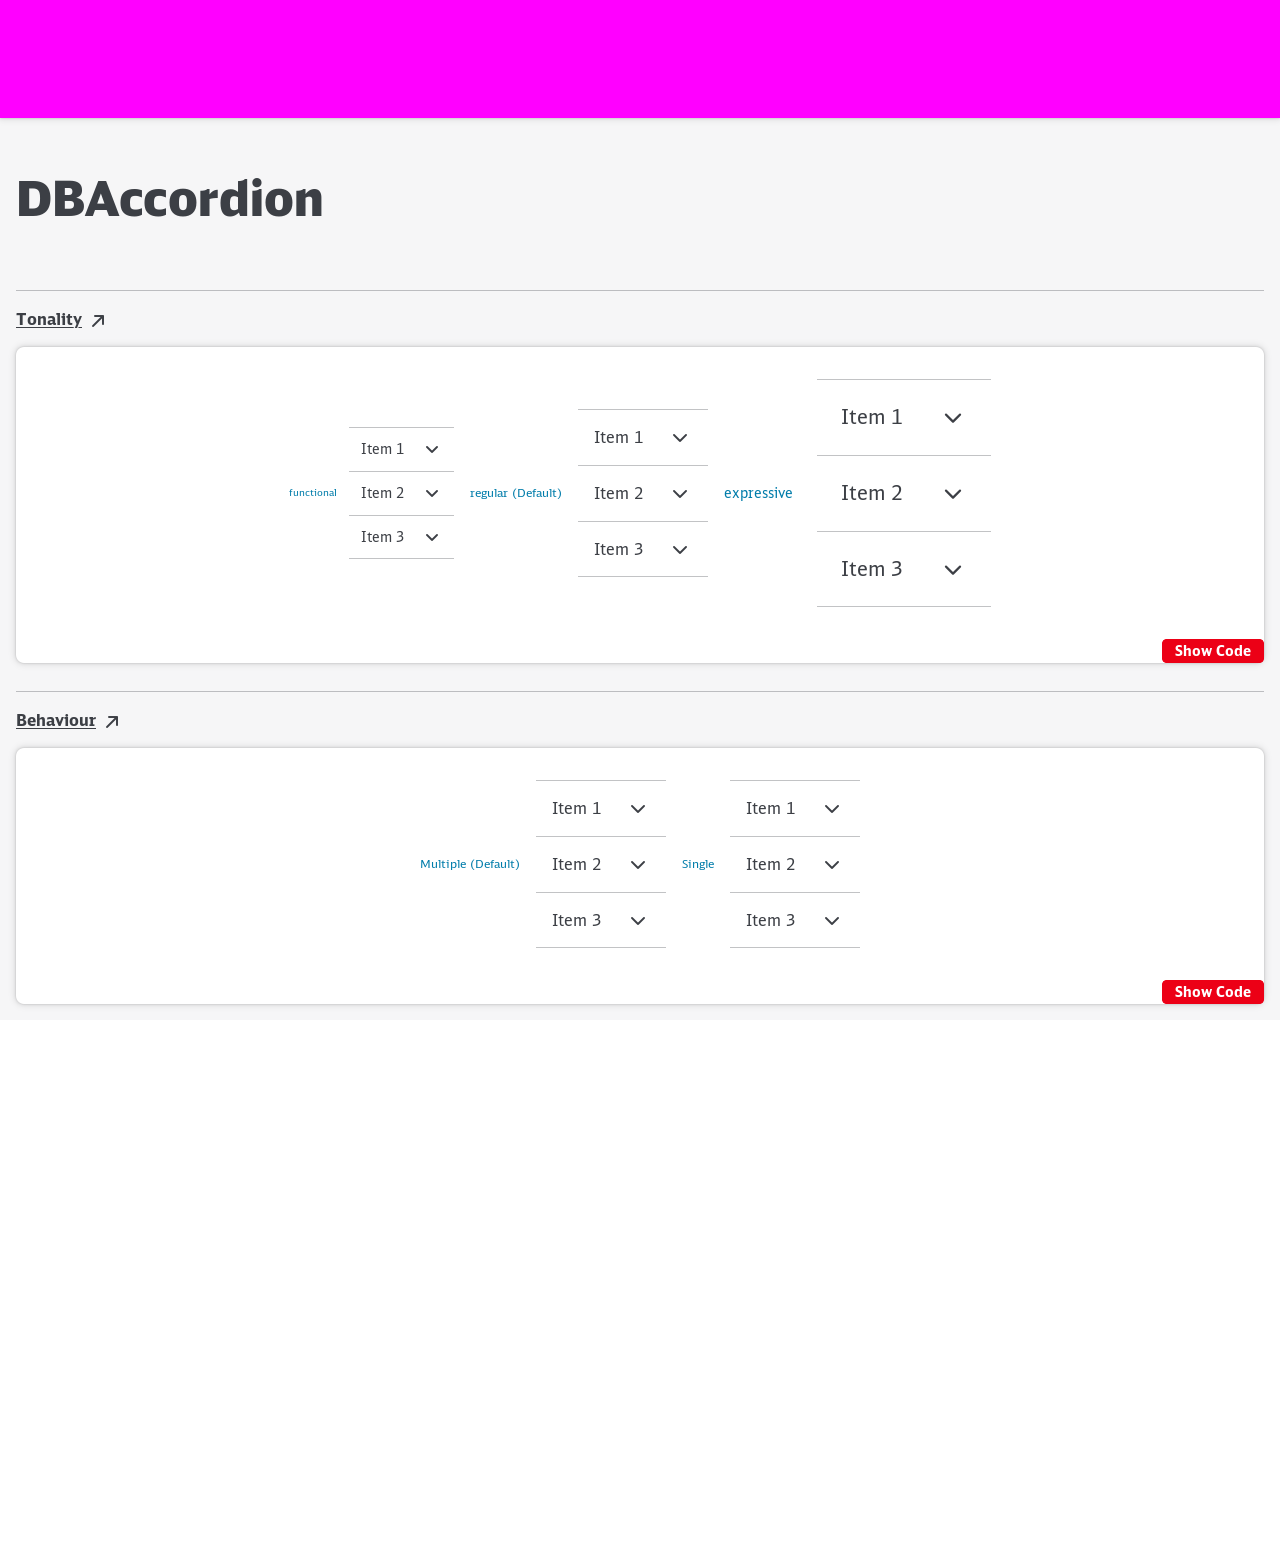 DBAccordion
Tonality
functional
Item 1
Item 2
Item 3
regular (Default)
Item 1
Item 2
Item 3
expressive
Item 1
Item 2
Item 3
Show Code
Behaviour
Multiple (Default)
Item 1
Item 2
Item 3
Single
Item 1
Item 2
Item 3
Show Code